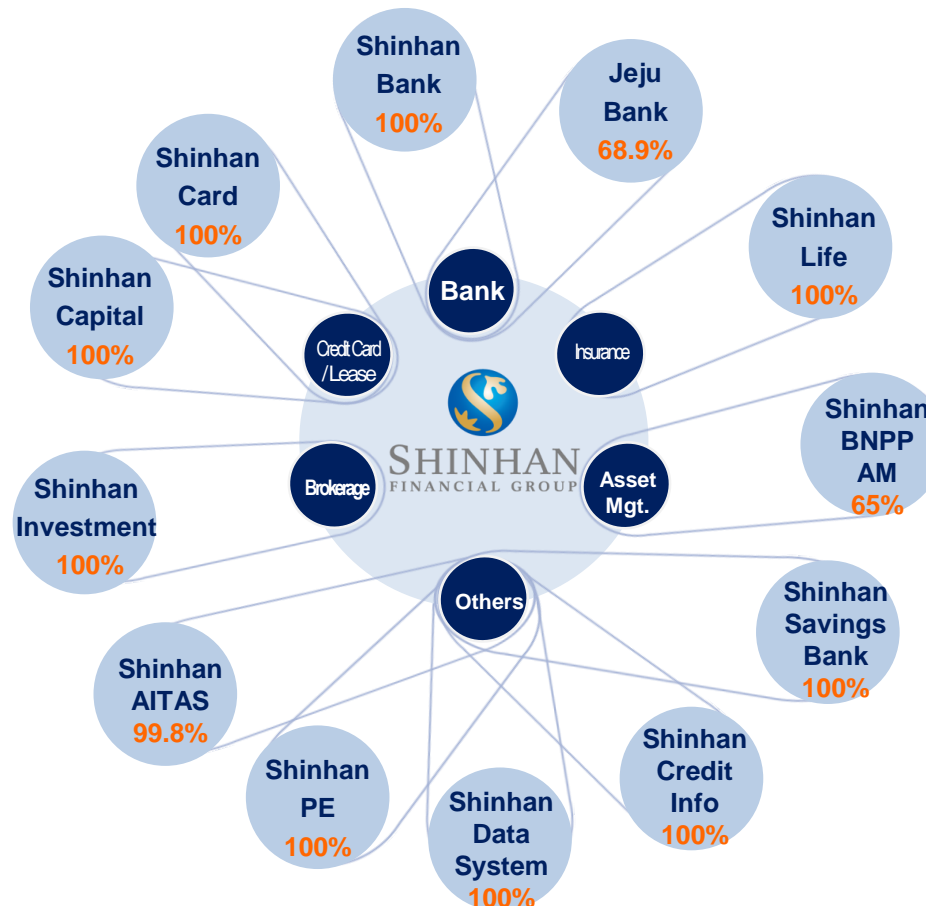 Shinhan
Bank
100%
Jeju
Bank
68.9%
Shinhan
Card
100%
Shinhan
Life
100%
Shinhan
Capital
100%
Bank
Credit Card
/ Lease
Insurance
SHINHAN
FINANCIAL GROUP
Brokerage
Asset
Mgt.
Shinhan
BNPP
AM
65%
Shinhan
Investment
100%
Others
Shinhan
Savings
Bank
100%
Shinhan
AITAS
99.8%
Shinhan
PE
100%
Shinhan
Data
System
100%
Shinhan
Credit
Info
100%